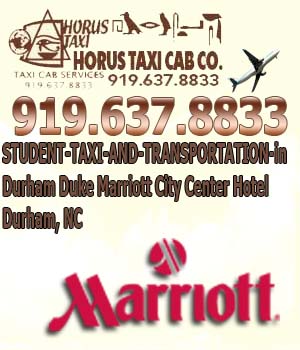 HORUS
TAXI
HORUS TAXI CAB CO.
TAXI CAB SERVICES
919.637.8833
919.637.8833
919.637.8833
STUDENT-TAXI-AND-TRANSPORTATION-in
Durham Duke Marriott City Center Hotel
Durham, NC
Marriott